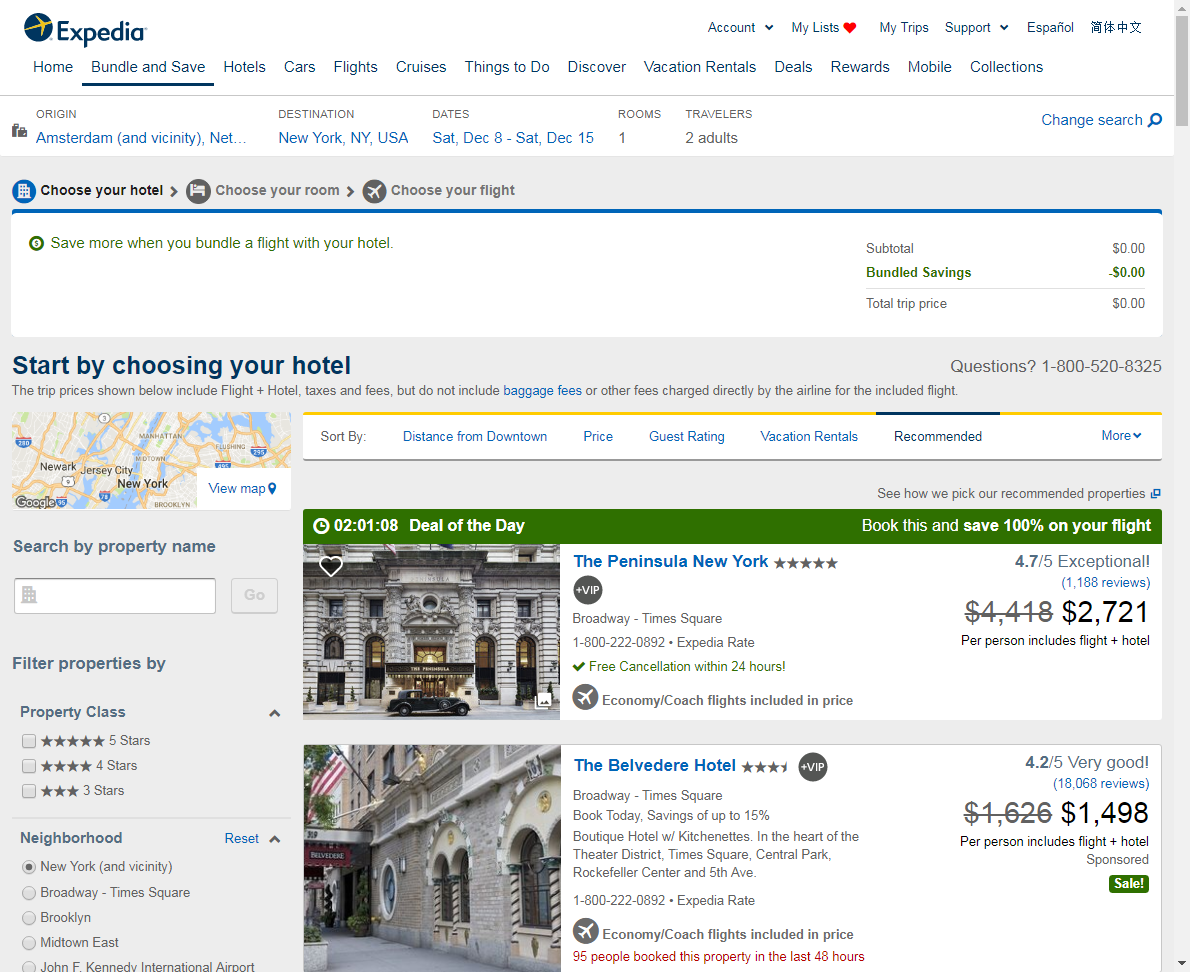 Expedia
Account My Lists My Trips Support Español 简体中文
Home Bundle and Save Hotels Cars Flights Cruises Things to Do Discover Vacation Rentals Deals Rewards Mobile Collections
ORIGIN DESTINATION DATES ROOMS TRAVELERS
Amsterdam (and vicinity), Net... New York, NY, USA Sat, Dec 8 - Sat, Dec 15 1 2 adults
Change search
Choose your hotel Choose your room Choose your flight
Save more when you bundle a flight with your hotel.
Subtotal $0.00
Bundled Savings -$0.00
Total trip price $0.00
Start by choosing your hotel
Questions? 1-800-520-8325
The trip prices shown below include Flight + Hotel, taxes and fees, but do not include baggage fees or other fees charged directly by the airline for the included flight.
3
MANHATTAN
280
FLUSHING
MIDTOWN
295
495
Newark
Jersey City
9
New York
78
95
BROOKLYN
Google
View map
Search by property name
Go
Filter properties by
Property Class
5 Stars
4 Stars
3 Stars
Neighborhood Reset
New York (and vicinity)
Broadway - Times Square
Brooklyn
Midtown East
John F. Kennedy International Airport
Sort By: Distance from Downtown Price Guest Rating Vacation Rentals Recommended More
See how we pick our recommended properties
02:01:08 Deal of the Day Book this and save 100% on your flight
THE PENINSULA
The Peninsula New York
+VIP
Broadway - Times Square
1-800-222-0892 • Expedia Rate
Free Cancellation within 24 hours!
Economy/Coach flights included in price
4.7/5 Exceptional!
(1,188 reviews)
$4,418 $2,721
Per person includes flight + hotel
319
BELVEDERE
The Belvedere Hotel +VIP
Broadway - Times Square
Book Today, Savings of up to 15%
Boutique Hotel w/ Kitchenettes. In the heart of the
Theater District, Times Square, Central Park,
Rockefeller Center and 5th Ave.
1-800-222-0892 • Expedia Rate
Economy/Coach flights included in price
95 people booked this property in the last 48 hours
4.2/5 Very good!
(18,068 reviews)
$1,626 $1,498
Per person includes flight + hotel
Sponsored
Sale!